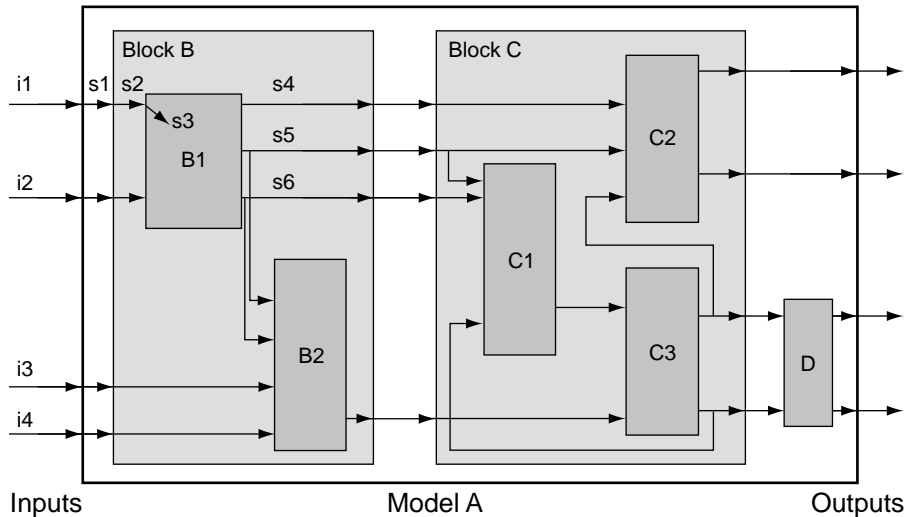 Block B
Block C
i1
s1
s2
s4
s3
s5
B1
C2
i2
s6
C1
B2
C3
D
i3
i4
Inputs
Model A
Outputs